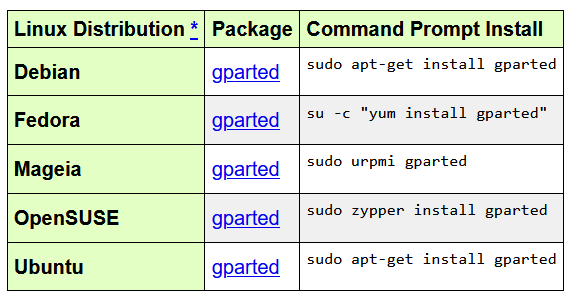 Linux Distribution * Package Command Prompt Install
Debian gparted sudo apt-get install gparted
Fedora gparted su -c "yum install gparted"
Mageia gparted sudo urpmi gparted
OpenSUSE gparted sudo zypper install gparted
Ubuntu gparted sudo apt-get install gparted